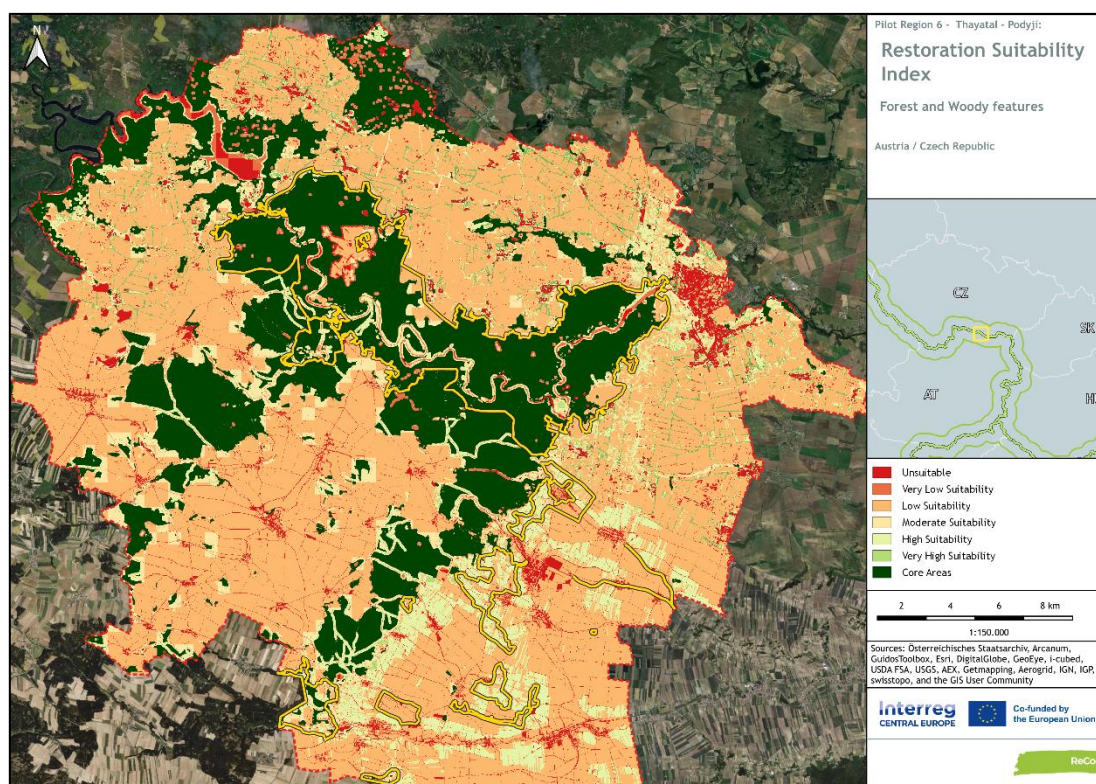 N
Pilot Region 6 - Thayatal - Podyjí:
Restoration Suitability
Index
Forest and Woody features
Austria / Czech Republic
CZ
SK
AT
H
Unsuitable
Very Low Suitability
Low Suitability
Moderate Suitability
High Suitability
Very High Suitability
Core Areas
2 4 6 8 km
1:150.000
Sources: Österreichisches Staatsarchiv, Arcanum,
GuidosToolbox, Esri, DigitalGlobe, GeoEye, i-cubed,
USDA FSA, USGS, AEX, Getmapping, Aerogrid, IGN, IGP,
swisstopo, and the GIS User Community
Interreg
CENTRAL EUROPE
Co-funded by
the European Union
ReCo